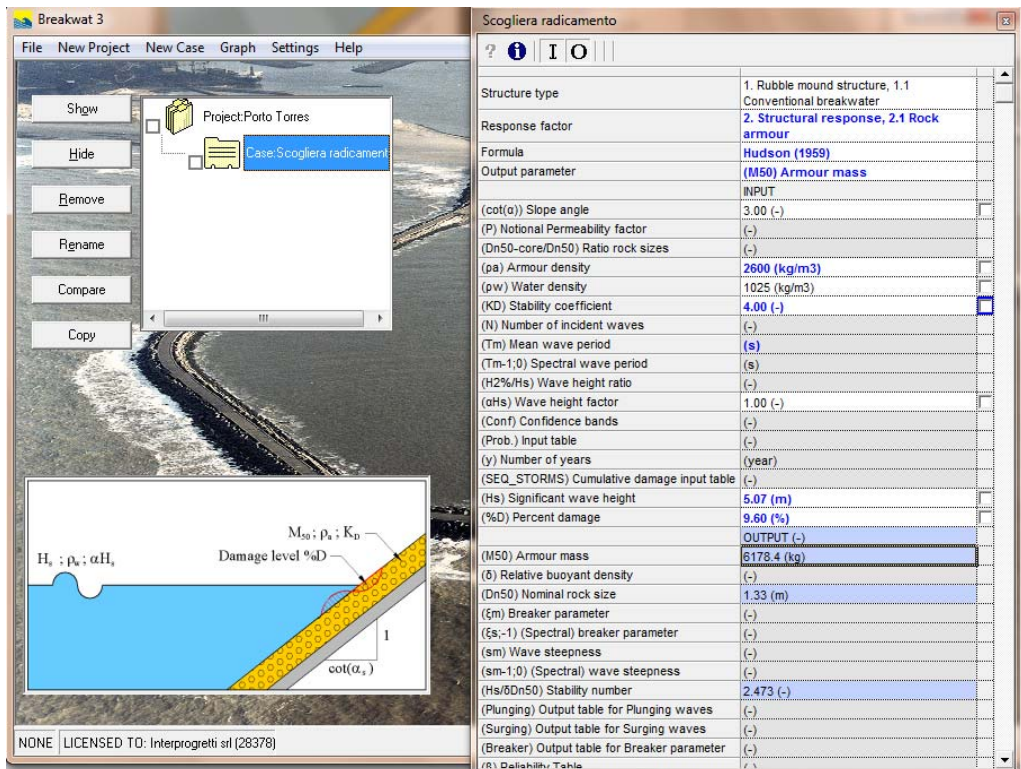 Breakwat 3
File New Project New Case Graph Settings Help
Show
Hide
Remove
Rename
Compare
Copy
Project:Porto Torres
Case:Scogliera radicament
Hs ; ρw ; αHs
M50 ; ρa ; KD
Damage level %D
1
cot(αs)
NONE LICENSED TO: Interprogretti srl (28378)
Scogliera radicamento
? i I O
Structure type 1. Rubble mound structure, 1.1
Conventional breakwater
Response factor 2. Structural response, 2.1 Rock
armour
Formula Hudson (1959)
Output parameter (M50) Armour mass
INPUT
(cot(α)) Slope angle 3.00 (-)
(P) Notional Permeability factor (-)
(Dn50-core/Dn50) Ratio rock sizes (-)
(ρa) Armour density 2600 (kg/m3)
(ρw) Water density 1025 (kg/m3)
(KD) Stability coefficient 4.00 (-)
(N) Number of incident waves (-)
(Tm) Mean wave period (s)
(Tm-1;0) Spectral wave period (s)
(H2%/Hs) Wave height ratio (-)
(αHs) Wave height factor 1.00 (-)
(Conf) Confidence bands (-)
(Prob.) Input table (-)
(y) Number of years (year)
(SEQ_STORMS) Cumulative damage input table (-)
(Hs) Significant wave height 5.07 (m)
(%D) Percent damage 9.60 (%)
OUTPUT (-)
(M50) Armour mass 6178.4 (kg)
(δ) Relative buoyant density (-)
(Dn50) Nominal rock size 1.33 (m)
(ξm) Breaker parameter (-)
(ξs;-1) (Spectral) breaker parameter (-)
(sm) Wave steepness (-)
(sm-1;0) (Spectral) wave steepness (-)
(Hs/δDn50) Stability number 2.473 (-)
(Plunging) Output table for Plunging waves (-)
(Surging) Output table for Surging waves (-)
(Breaker) Output table for Breaker parameter (-)
(β) Reliability Table (-)